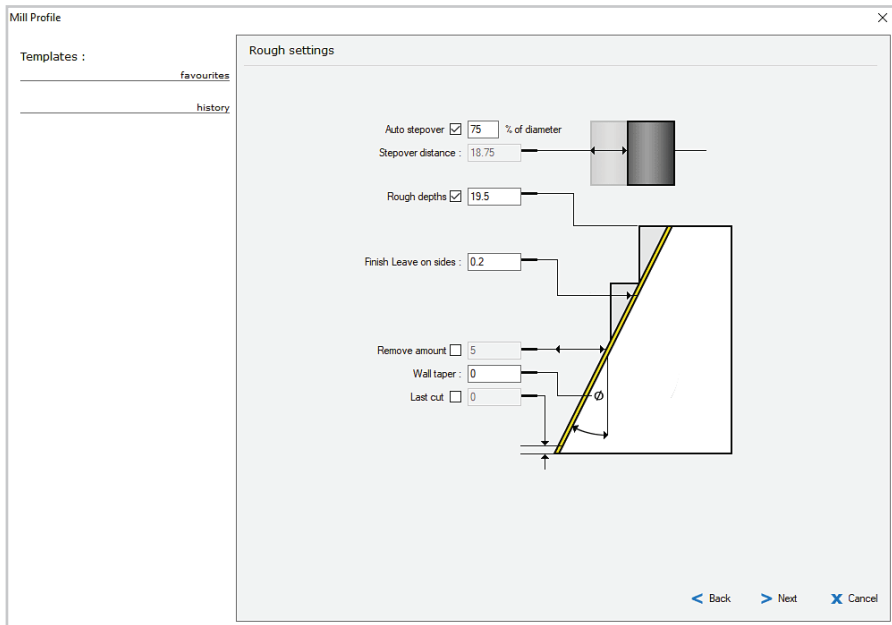 Mill Profile
Templates :
favourites
history
Rough settings
Auto stepover 75 % of diameter
Stepover distance : 18.75
Rough depths 19.5
Finish Leave on sides : 0.2
Remove amount 5
Wall taper : 0
Last cut 0
Ø
< Back > Next X Cancel